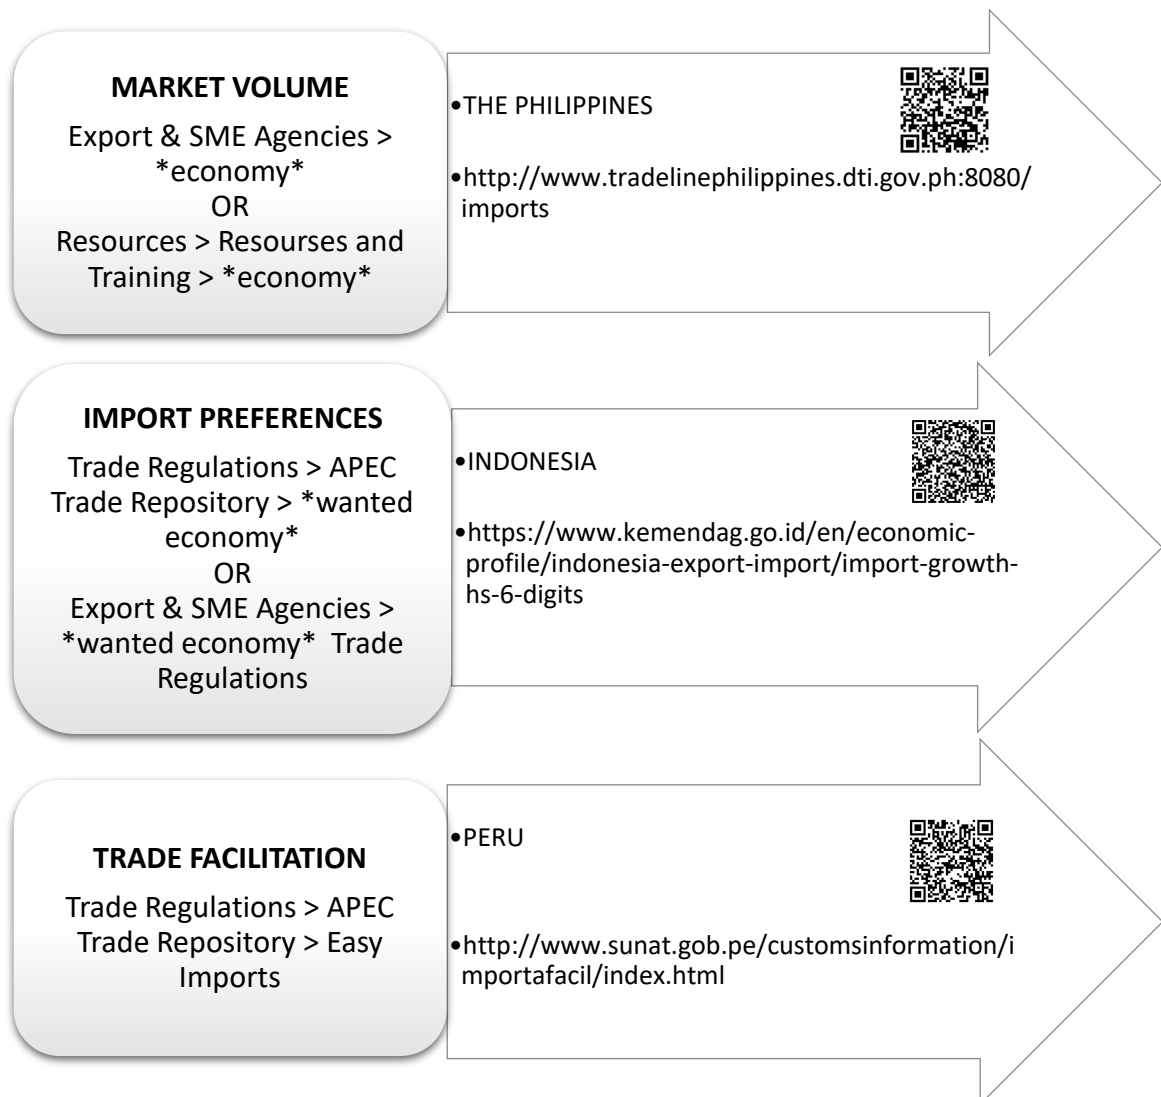 MARKET VOLUME
Export & SME Agencies >
*economy*
OR
Resources > Resourses and
Training > *economy*
•THE PHILIPPINES
•http://www.tradelinephilippines.dti.gov.ph:8080/
imports
IMPORT PREFERENCES
Trade Regulations > APEC
Trade Repository > *wanted
economy*
OR
Export & SME Agencies >
*wanted economy*  Trade
Regulations
•INDONESIA
•https://www.kemendag.go.id/en/economic-
profile/indonesia-export-import/import-growth-
hs-6-digits
TRADE FACILITATION
Trade Regulations > APEC
Trade Repository > Easy
Imports
•PERU
•http://www.sunat.gob.pe/customsinformation/i
mportafacil/index.html